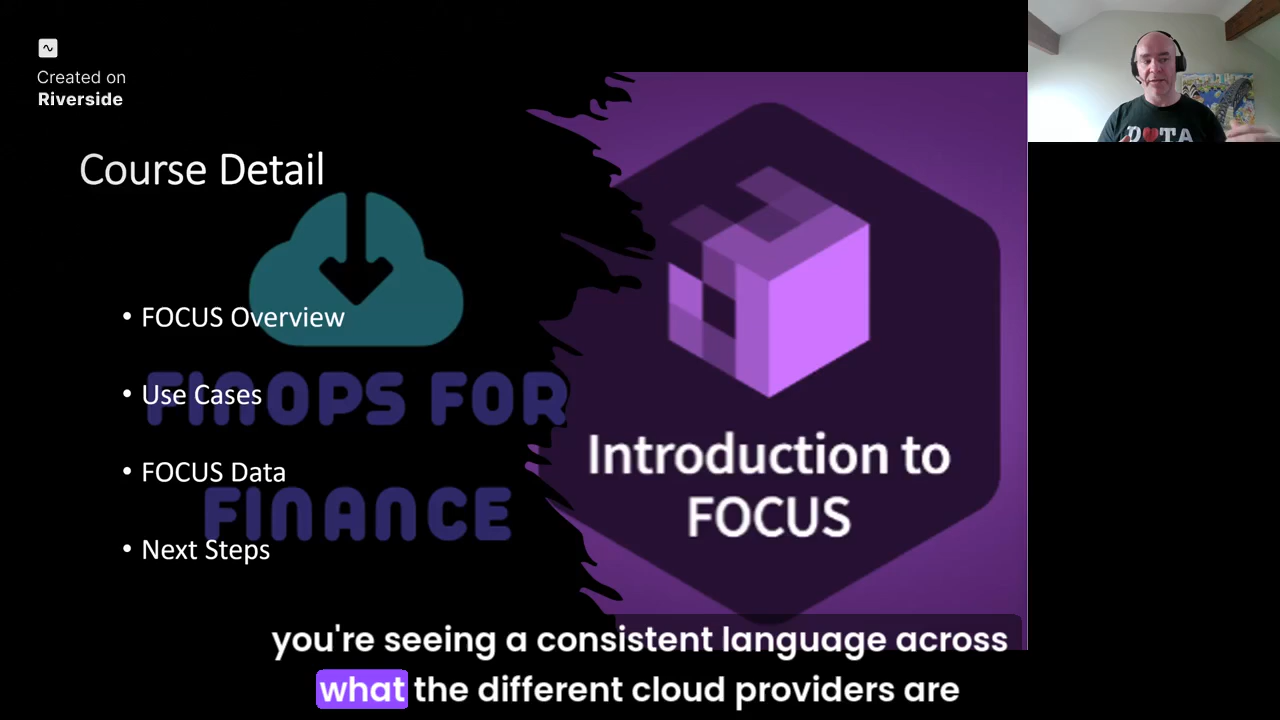 Created on
Riverside
Course Detail
• FOCUS Overview
• Use Cases
• FOCUS Data
• Next Steps
FINOPS FOR
FINANCE
Introduction to
FOCUS
D♥TA
you're seeing a consistent language across
what the different cloud providers are